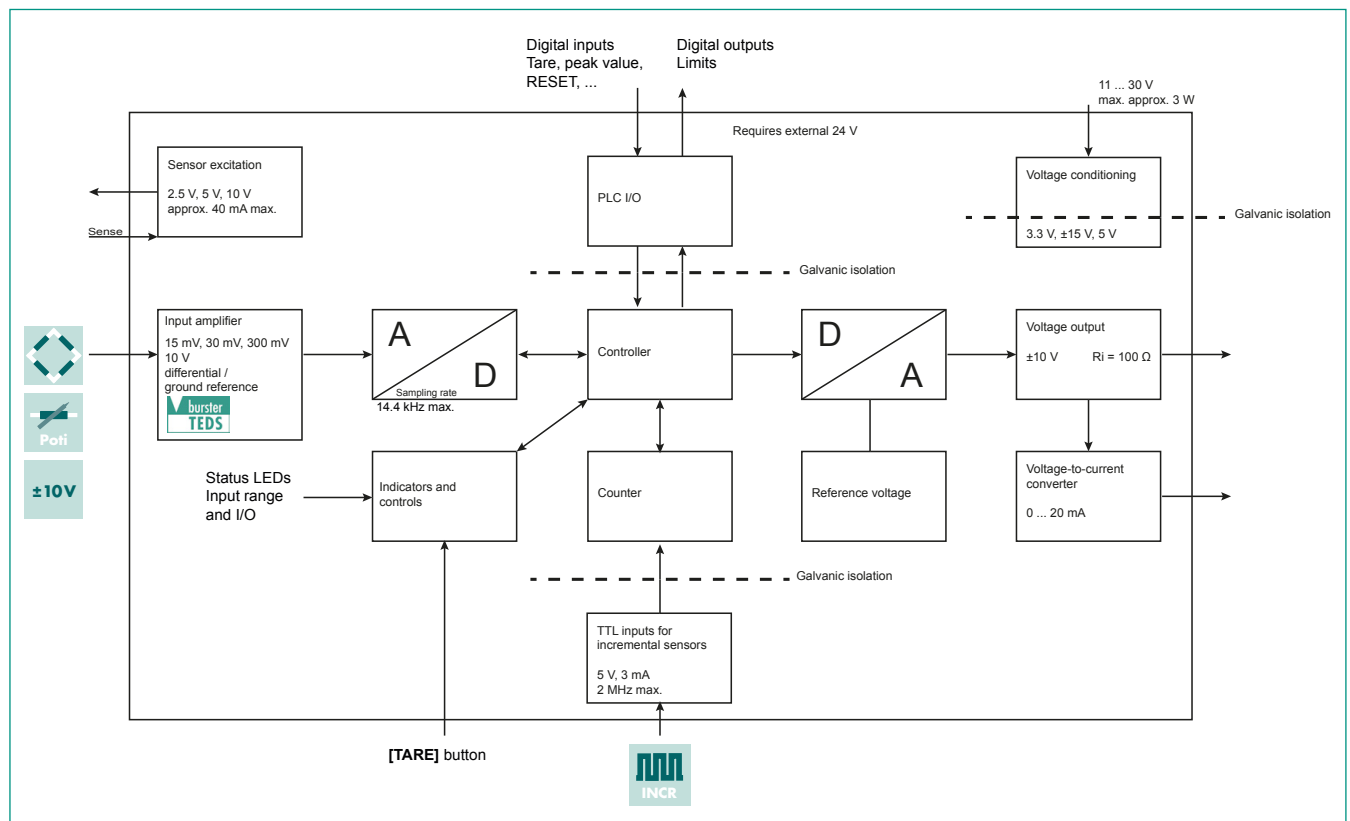 Digital inputs
Tare, peak value,
RESET, ...
Digital outputs
Limits
11 ... 30 V
max. approx. 3 W
Requires external 24 V
Sensor excitation
2.5 V, 5 V, 10 V
approx. 40 mA max.
Sense
PLC I/O
Voltage conditioning
3.3 V, ±15 V, 5 V
Galvanic isolation
Galvanic isolation
Input amplifier
15 mV, 30 mV, 300 mV
10 V
differential /
ground reference
burster
TEDS
A
D
Sampling rate
14.4 kHz max.
Controller
D
A
Voltage output
±10 V Ri = 100 Ω
Poti
±10V
Status LEDs
Input range
and I/O
Indicators and
controls
Counter
Reference voltage
Voltage-to-current
converter
0 ... 20 mA
Galvanic isolation
TTL inputs for
incremental sensors
5 V, 3 mA
2 MHz max.
[TARE] button
INCR